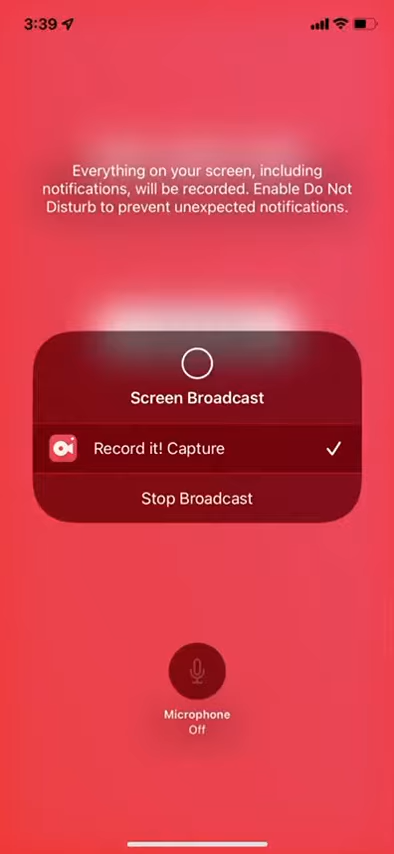 3:39
Everything on your screen, including
notifications, will be recorded. Enable Do Not
Disturb to prevent unexpected notifications.
Screen Broadcast
Record it! Capture
Stop Broadcast
Microphone
Off